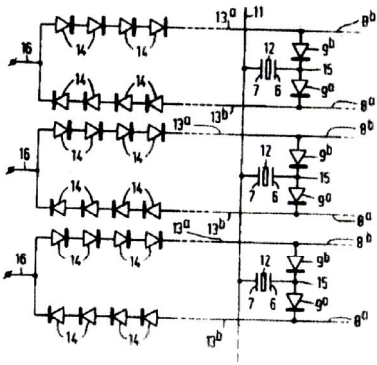 13ª 11 8ᵇ
16 14 14 12 9ᵇ
14 14 7 6 15 9ª
13ª 13ᵇ 8ª
8ᵇ
16 14 14 12 9ᵇ
14 14 7 6 15 9ª
13ª 13ᵇ 8ª
8ᵇ
16 14 14 12 9ᵇ
7 6 15 9ª
14 14 13ᵇ 8ª